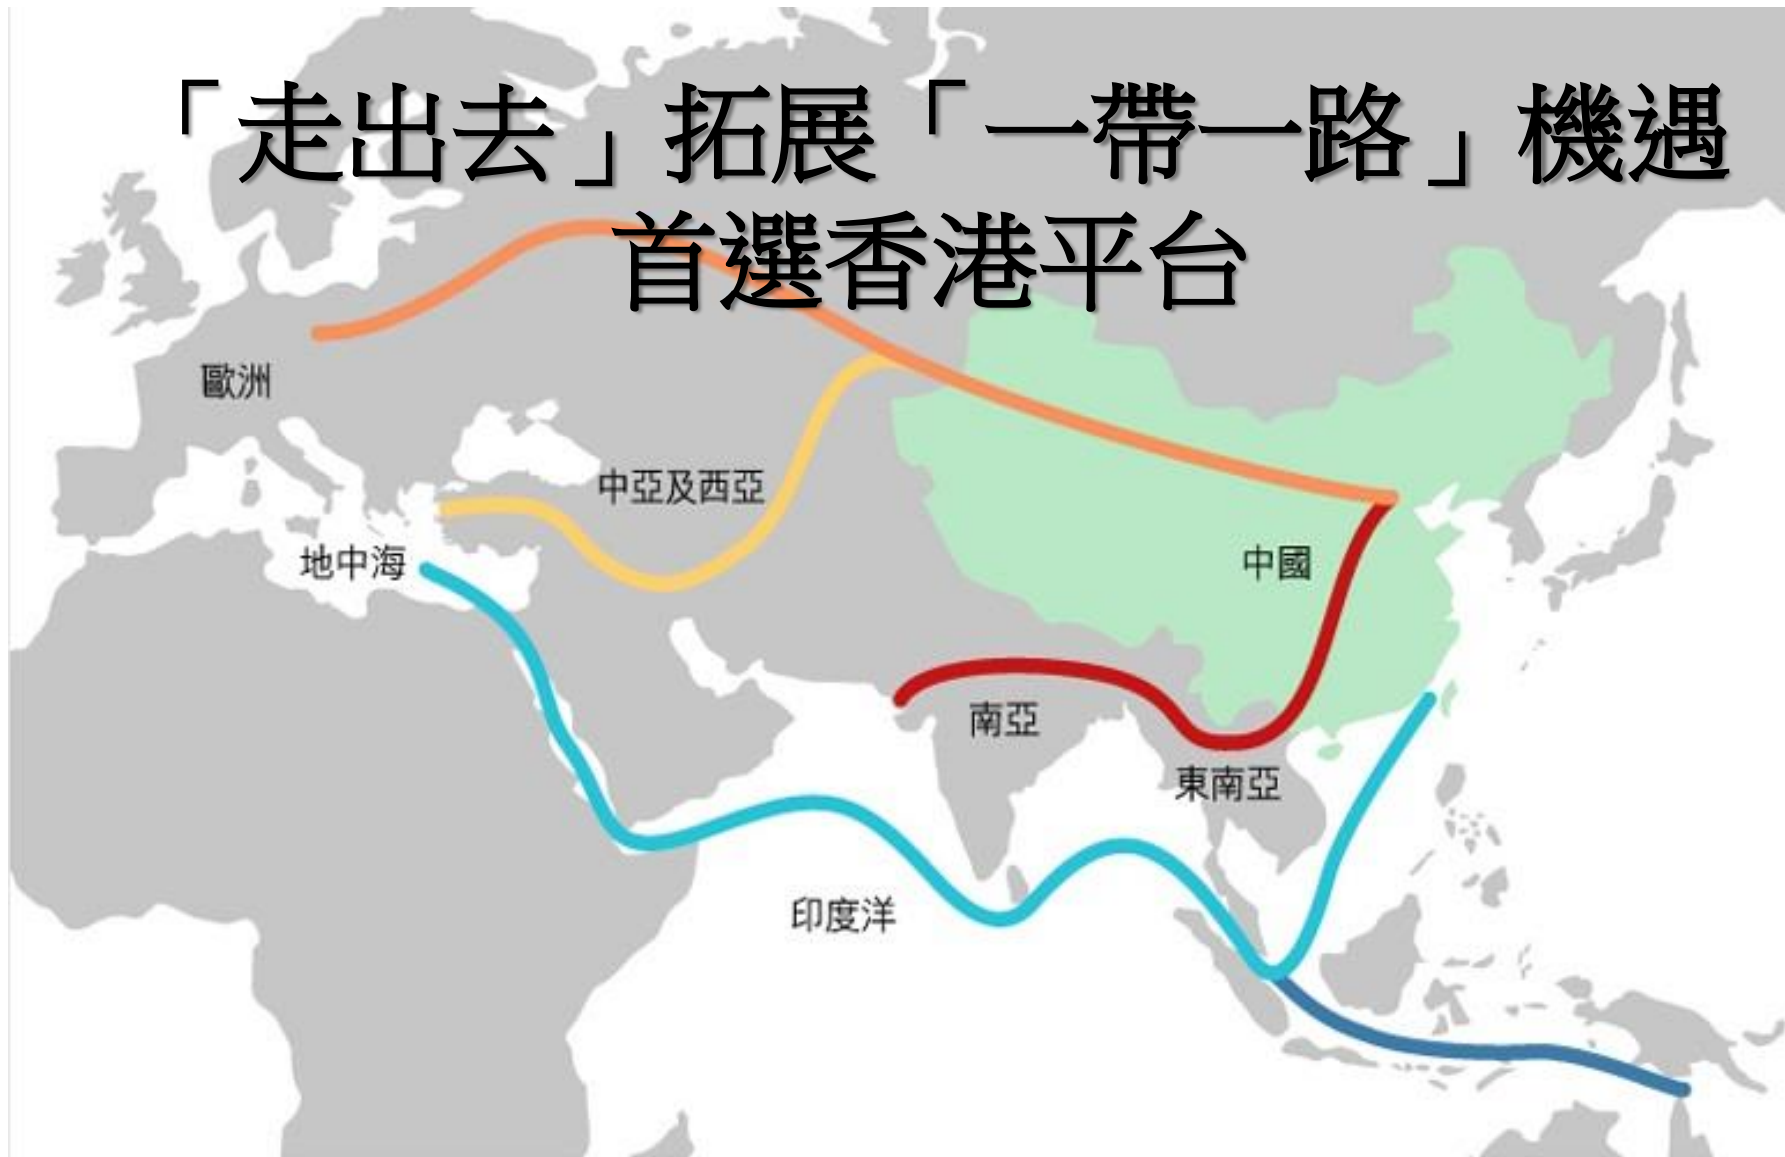 「走出去」拓展「一帶一路」機遇
首選香港平台
歐洲
中亞及西亞
地中海
中國
南亞
東南亞
印度洋